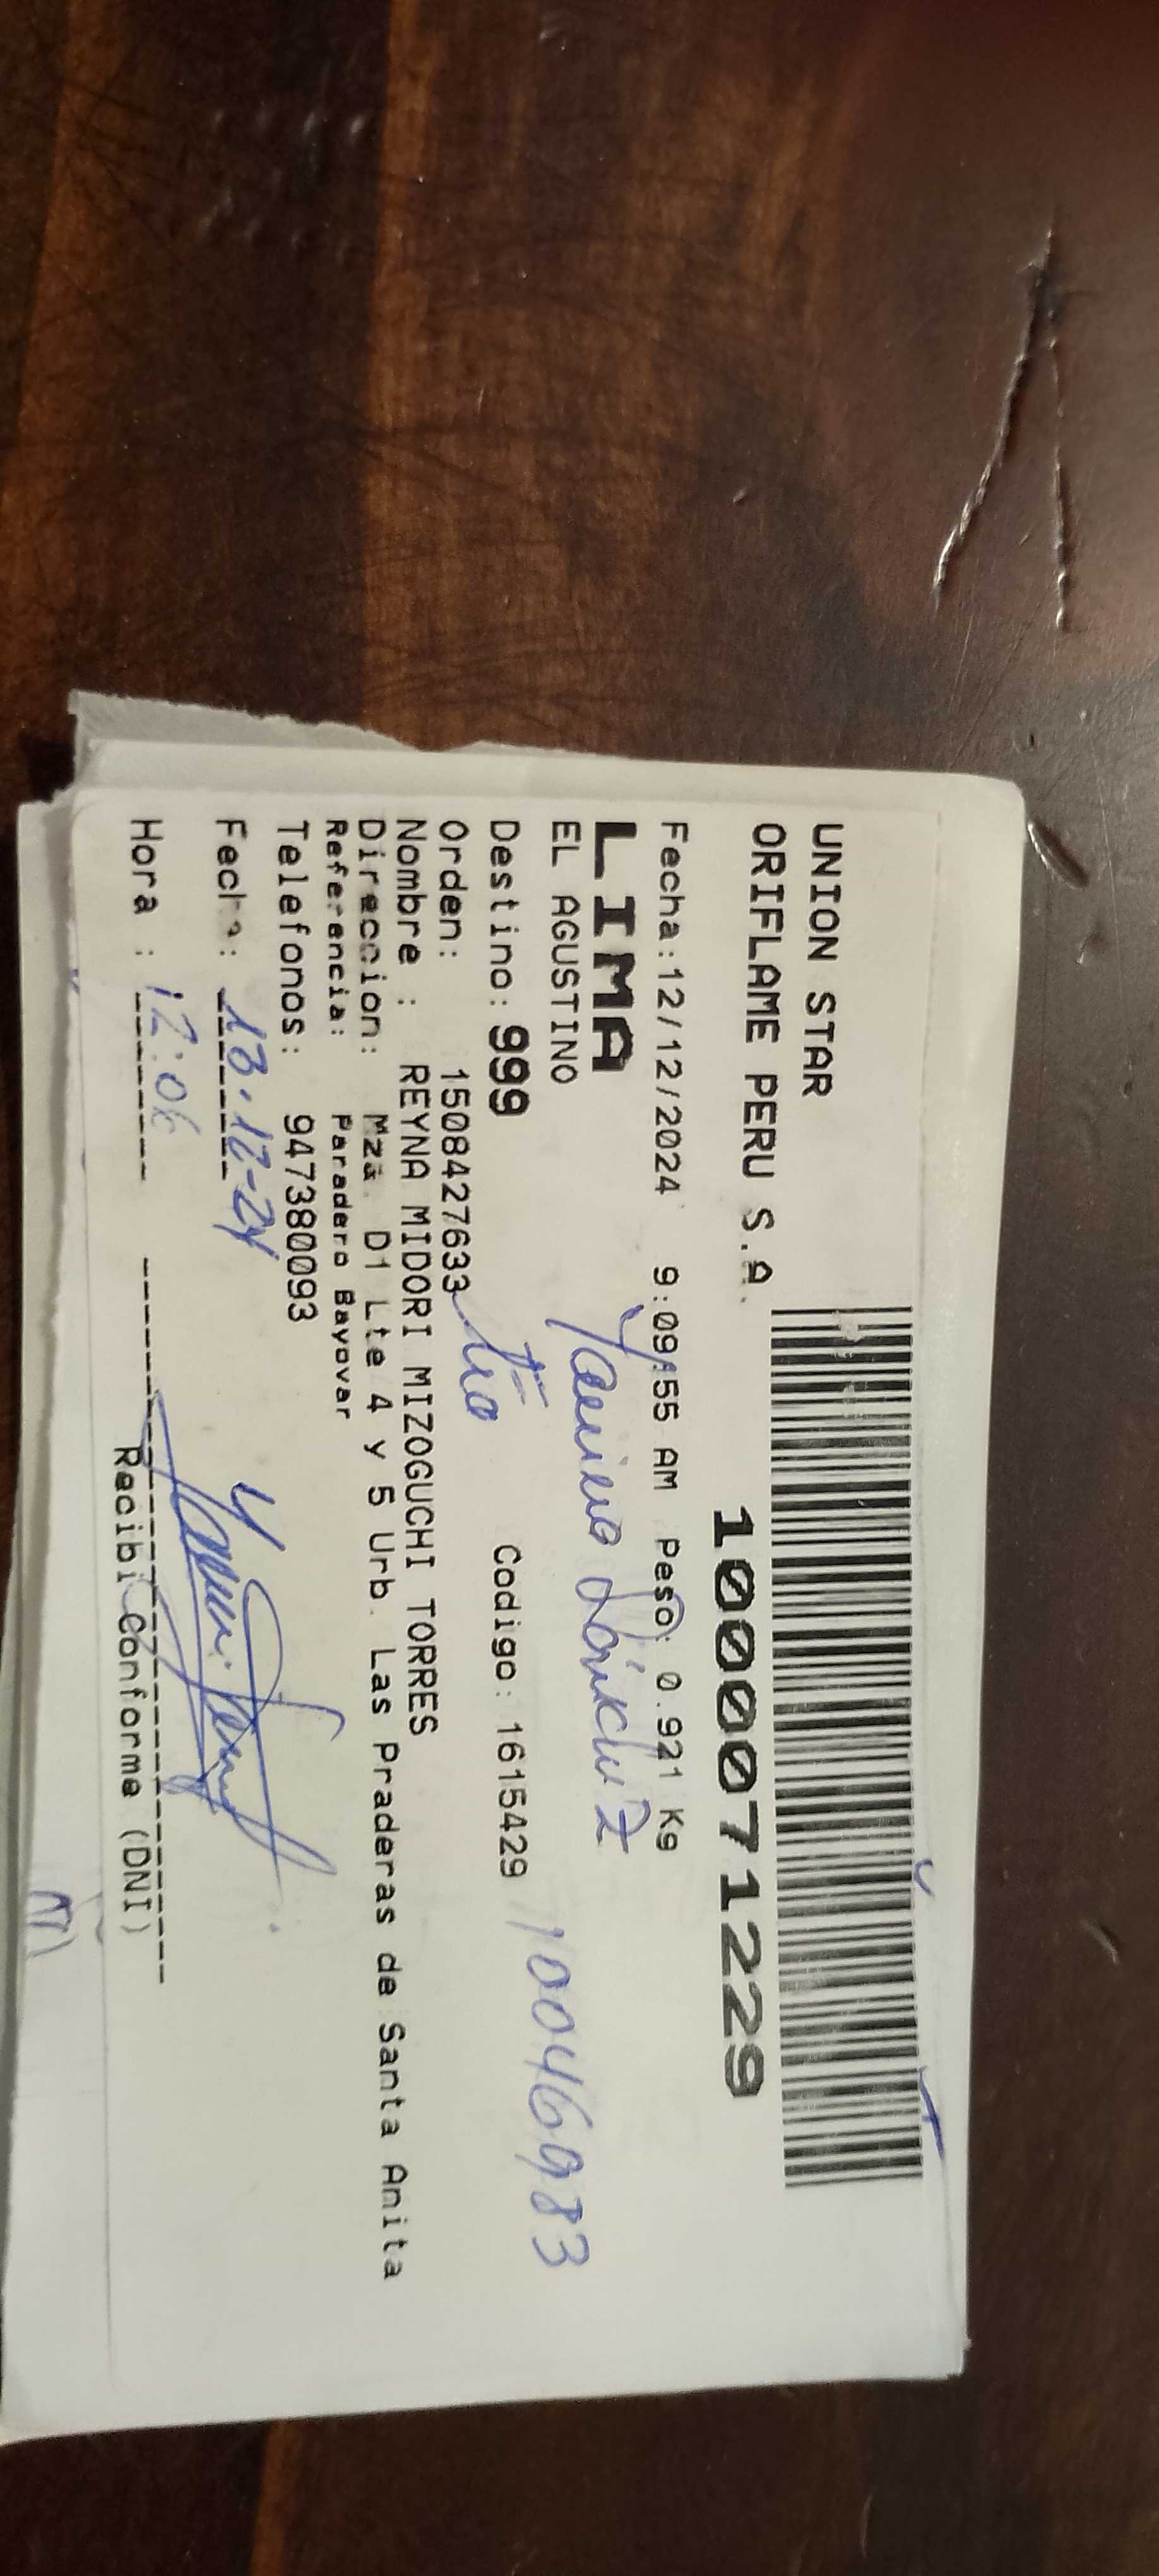 UNION STAR
ORIFLAME PERU S.A.
1000071229
Fecha:12/12/2024 9:09:55 AM Peso: 0.921 Kg
LIMA
EL AGUSTINO
Destino: 999 Codigo: 1615429
10046983
Orden: 1508427633
Nombre : REYNA MIDORI MIZOGUCHI TORRES
Direccion: Mza. D1 Lte 4 y 5 Urb. Las Praderas de Santa Anita
Referencia: Paradero Bayovar
Telefonos: 947380093
Fecha: 13-12-24
Hora : 12:06
Recibi Conforme (DNI)